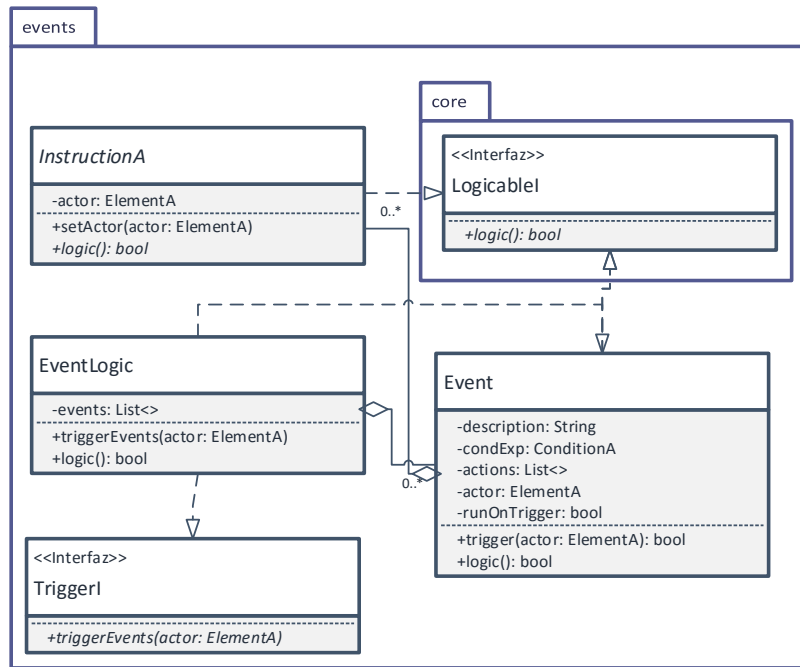 events
core
InstructionA
-actor: ElementA
+setActor(actor: ElementA)
+logic(): bool
0..*
<<Interfaz>>
LogicableI
+logic(): bool
EventLogic
-events: List<>
+triggerEvents(actor: ElementA)
+logic(): bool
0..*
Event
-description: String
-condExp: ConditionA
-actions: List<>
-actor: ElementA
-runOnTrigger: bool
+trigger(actor: ElementA): bool
+logic(): bool
<<Interfaz>>
TriggerI
+triggerEvents(actor: ElementA)